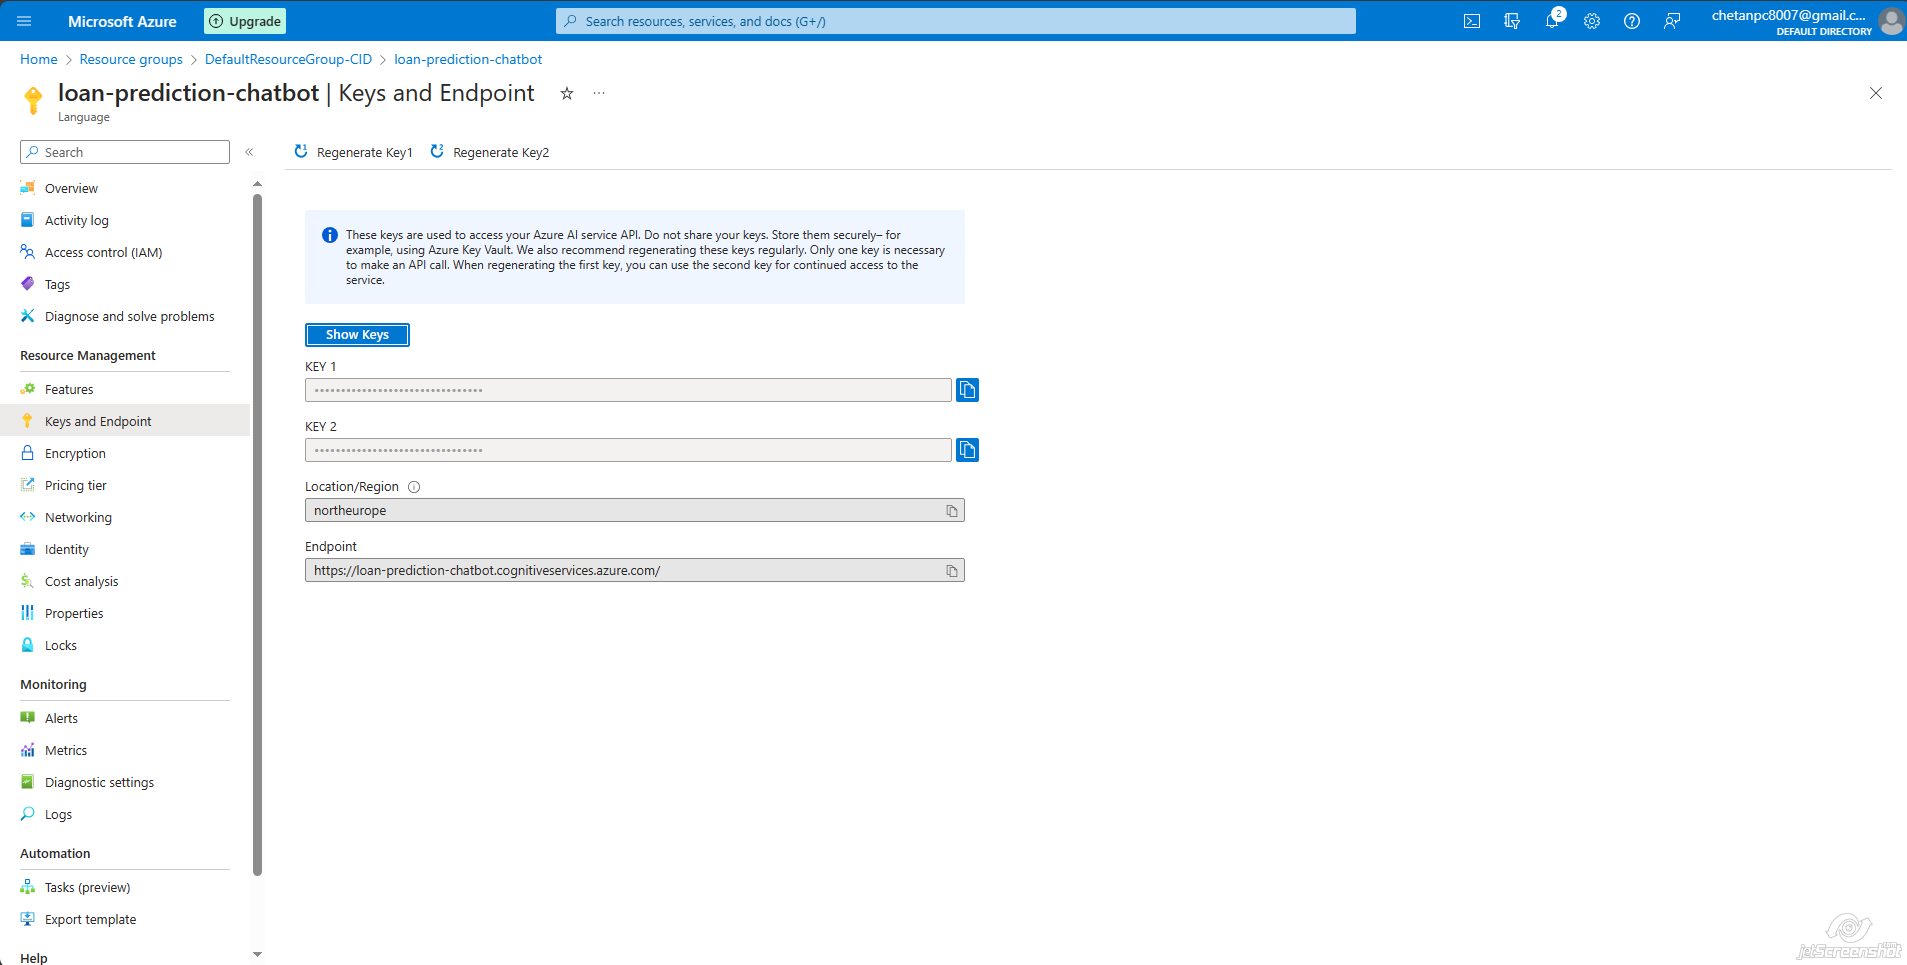 Microsoft Azure
Upgrade
Search resources, services, and docs (G+/)
2
chetanpc8007@gmail.c...
DEFAULT DIRECTORY
Home > Resource groups > DefaultResourceGroup-CID > loan-prediction-chatbot
loan-prediction-chatbot | Keys and Endpoint
Language
Search
Overview
Activity log
Access control (IAM)
Tags
Diagnose and solve problems
Resource Management
Features
Keys and Endpoint
Encryption
Pricing tier
Networking
Identity
Cost analysis
Properties
Locks
Monitoring
Alerts
Metrics
Diagnostic settings
Logs
Automation
Tasks (preview)
Export template
Help
Regenerate Key1
Regenerate Key2
These keys are used to access your Azure AI service API. Do not share your keys. Store them securely– for
example, using Azure Key Vault. We also recommend regenerating these keys regularly. Only one key is necessary
to make an API call. When regenerating the first key, you can use the second key for continued access to the
service.
Show Keys
KEY 1
••••••••••••••••••••••••••••••••
KEY 2
••••••••••••••••••••••••••••••••
Location/Region
northeurope
Endpoint
https://loan-prediction-chatbot.cognitiveservices.azure.com/
jetScreenshot
.com